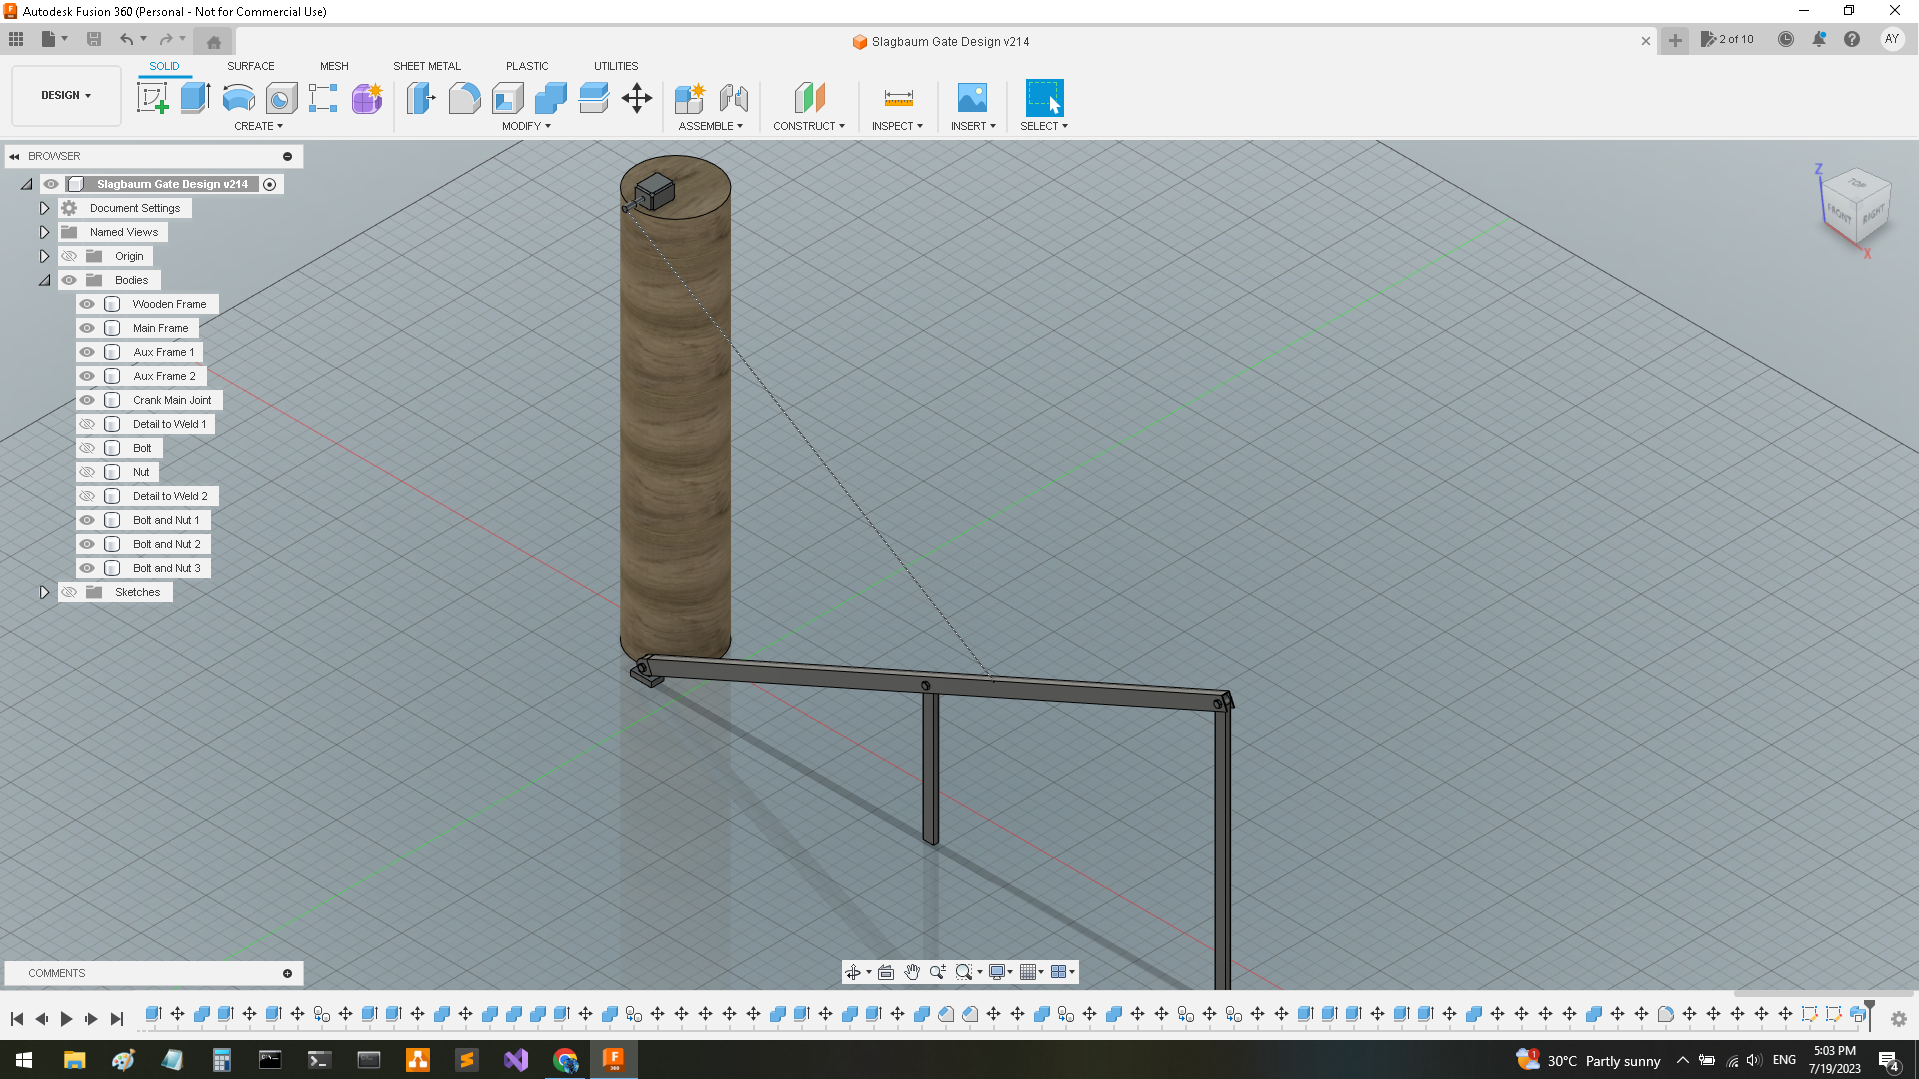 Autodesk Fusion 360 (Personal - Not for Commercial Use)
Slagbaum Gate Design v214
2 of 10
AY
DESIGN
SOLID
SURFACE
MESH
SHEET METAL
PLASTIC
UTILITIES
CREATE
MODIFY
ASSEMBLE
CONSTRUCT
INSPECT
INSERT
SELECT
BROWSER
Slagbaum Gate Design v214
Document Settings
Named Views
Origin
Bodies
Wooden Frame
Main Frame
Aux Frame 1
Aux Frame 2
Crank Main Joint
Detail to Weld 1
Bolt
Nut
Detail to Weld 2
Bolt and Nut 1
Bolt and Nut 2
Bolt and Nut 3
Sketches
Z
TOP
FRONT
RIGHT
X
COMMENTS
F
360
1
30°C Partly sunny
ENG
5:03 PM
7/19/2023
4